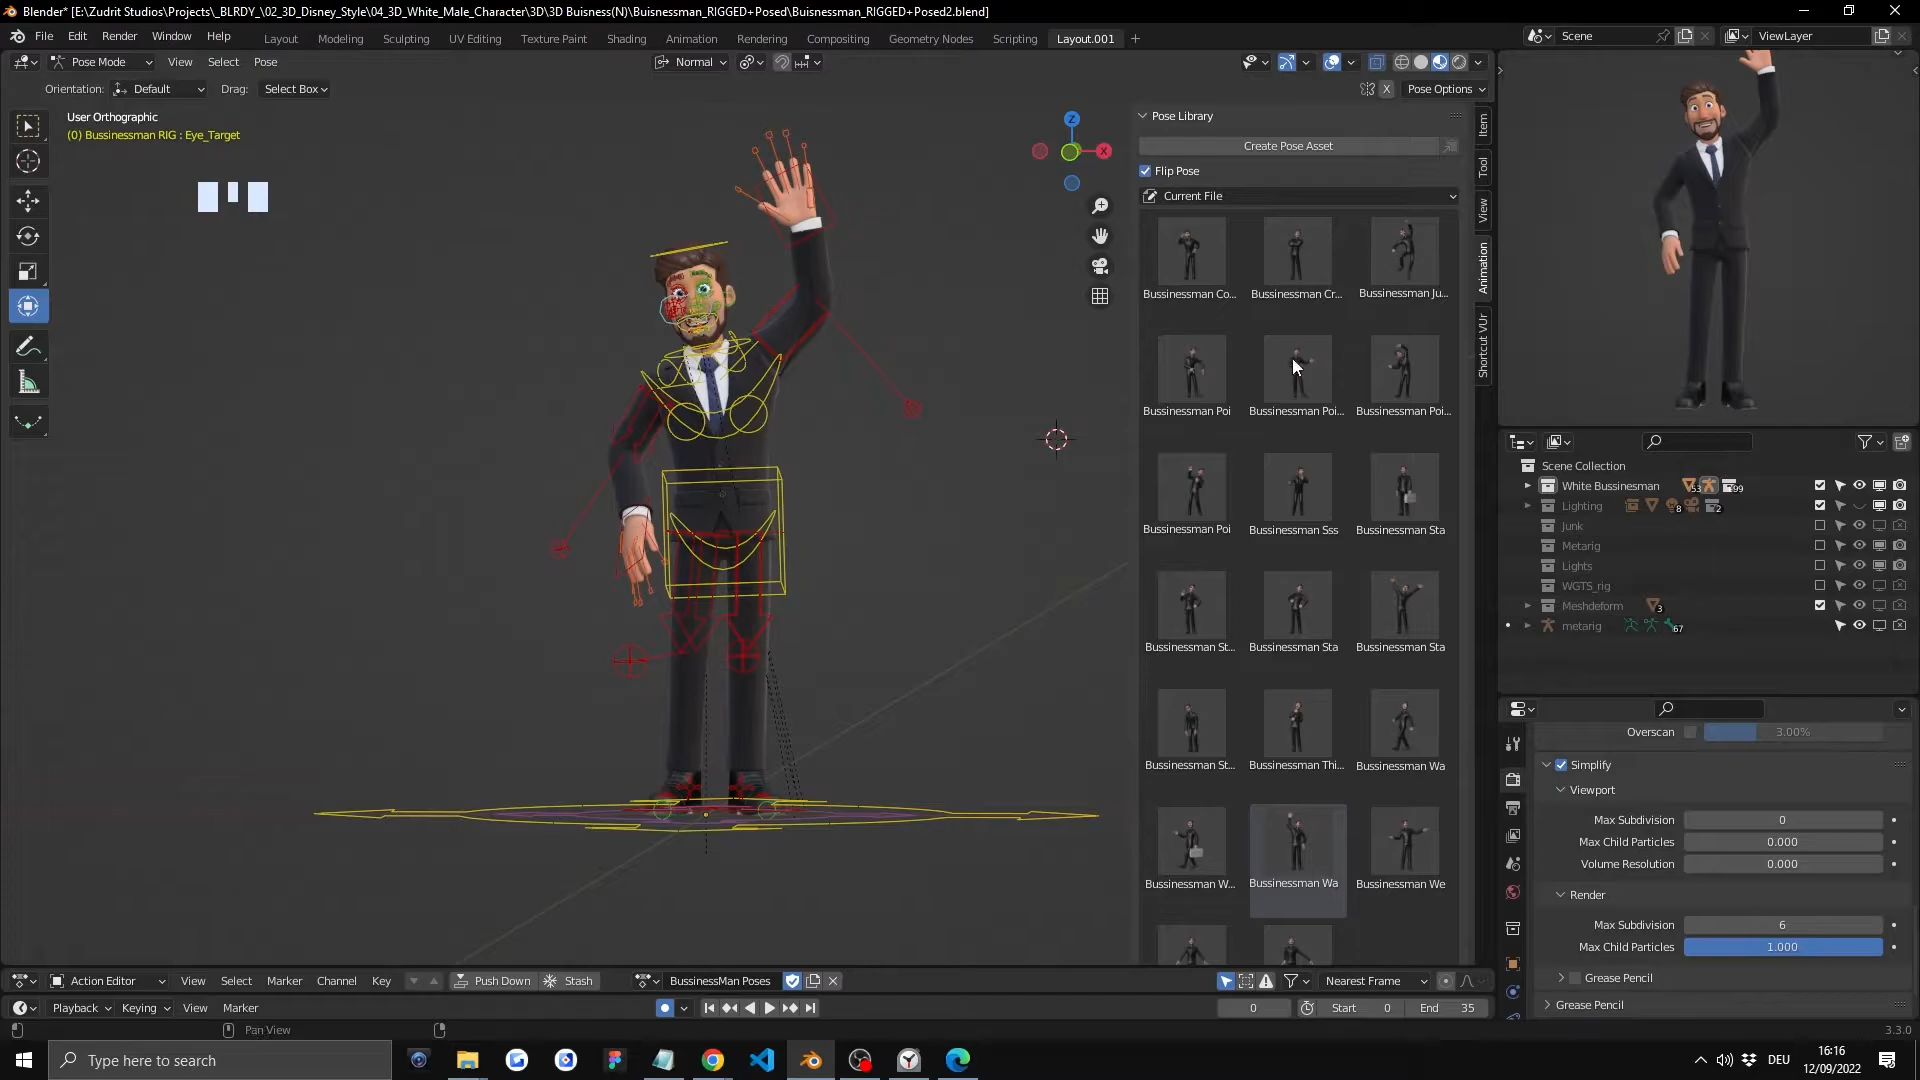 Blender* [E:\Zudrit Studios\Projects\_BLRDY_\02_3D_Disney_Style\04_3D_White_Male_Character\3D\3D Buisness(N)\Buisnessman_RIGGED+Posed\Buisnessman_RIGGED+Posed2.blend]
File Edit Render Window Help
Layout Modeling Sculpting UV Editing Texture Paint Shading Animation Rendering Compositing Geometry Nodes Scripting Layout.001 +
Scene
ViewLayer
Pose Mode View Select Pose
Normal
Orientation: Default Drag: Select Box
X Pose Options
User Orthographic
(0) Bussinessman RIG : Eye_Target
Z
X
Pose Library
Create Pose Asset
Flip Pose
Current File
Bussinessman Co... Bussinessman Cr... Bussinessman Ju...
Bussinessman Poi Bussinessman Poi... Bussinessman Poi...
Bussinessman Poi Bussinessman Sss Bussinessman Sta
Bussinessman St... Bussinessman Sta Bussinessman Sta
Bussinessman St... Bussinessman Thi... Bussinessman Wa
Bussinessman W... Bussinessman Wa Bussinessman We
Item
Tool
View
Animation
Shortcut VUr
Scene Collection
White Bussinesman 53 99
Lighting 8 2
Junk
Metarig
Lights
WGTS_rig
Meshdeform 3
metarig 67
Overscan 3.00%
Simplify
Viewport
Max Subdivision 0
Max Child Particles 0.000
Volume Resolution 0.000
Render
Max Subdivision 6
Max Child Particles 1.000
Grease Pencil
Grease Pencil
Action Editor View Select Marker Channel Key Push Down Stash BussinessMan Poses Nearest Frame
Playback Keying View Marker 0 Start 0 End 35
Pan View
3.3.0
Type here to search
DEU
16:16
12/09/2022